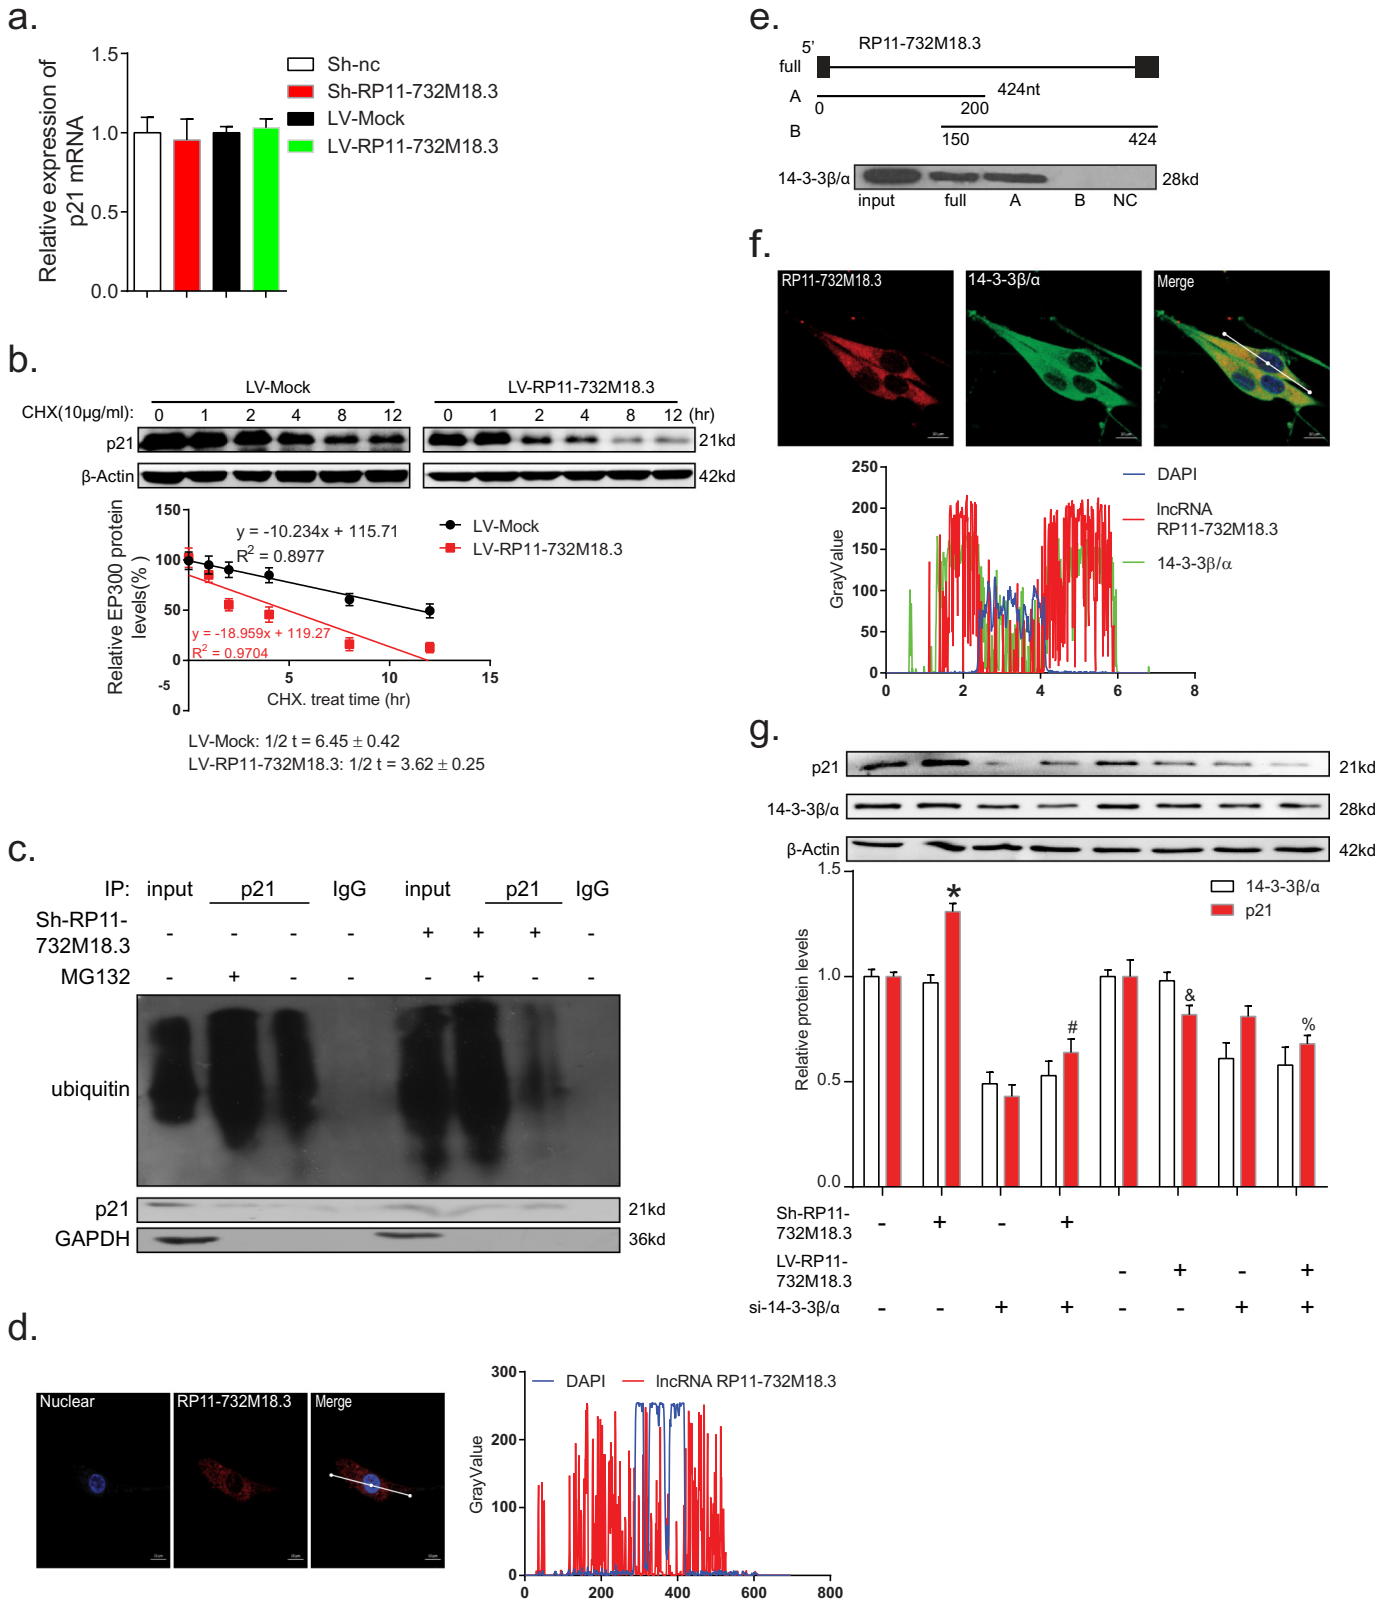 a.
Relative expression of
p21 mRNA
1.5
1.0
0.5
0.0
Sh-nc
Sh-RP11-732M18.3
LV-Mock
LV-RP11-732M18.3
b.
LV-Mock
LV-RP11-732M18.3
CHX(10μg/ml): 0 1 2 4 8 12 0 1 2 4 8 12 (hr)
p21
21kd
β-Actin
42kd
Relative EP300 protein
levels(%)
150
100
50
0
-5
0
5
10
15
y = -10.234x + 115.71
R² = 0.8977
y = -18.959x + 119.27
R² = 0.9704
LV-Mock
LV-RP11-732M18.3
CHX. treat time (hr)
LV-Mock: 1/2 t = 6.45 ± 0.42
LV-RP11-732M18.3: 1/2 t = 3.62 ± 0.25
c.
IP: input p21 IgG input p21 IgG
Sh-RP11-
732M18.3
- - - - + + + -
MG132 - + - - - + - -
ubiquitin
p21
21kd
GAPDH
36kd
d.
Nuclear
RP11-732M18.3
Merge
GrayValue
300
200
100
0
0 200 400 600 800
DAPI
lncRNA RP11-732M18.3
e.
5’
RP11-732M18.3
full
424nt
A
0
200
B
150
424
14-3-3β/α
28kd
input full A B NC
f.
RP11-732M18.3
14-3-3β/α
Merge
GrayValue
250
200
150
100
50
0
0 2 4 6 8
DAPI
lncRNA
RP11-732M18.3
14-3-3β/α
g.
p21
21kd
14-3-3β/α
28kd
β-Actin
42kd
Relative protein levels
1.5
1.0
0.5
0.0
14-3-3β/α
p21
*
#
&
%
Sh-RP11-
732M18.3
- + - +
LV-RP11-
732M18.3
- + - +
si-14-3-3β/α - - + + - - + +